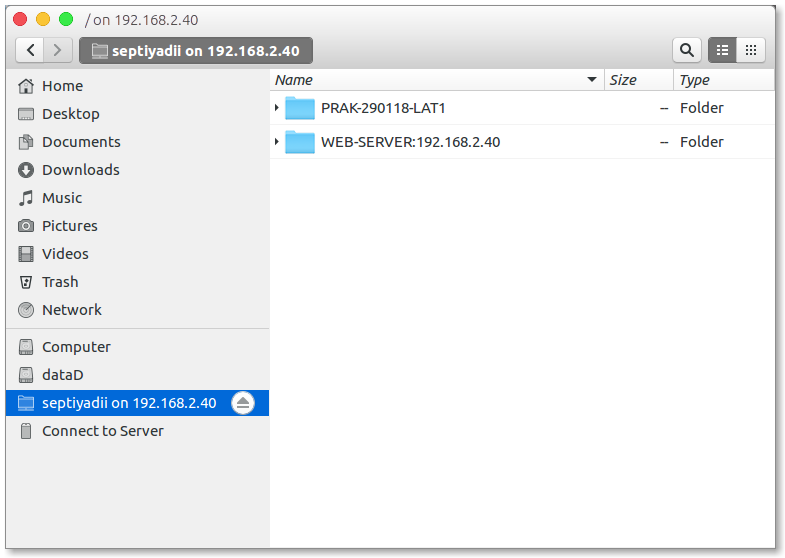 / on 192.168.2.40
septiyadii on 192.168.2.40
Home
Desktop
Documents
Downloads
Music
Pictures
Videos
Trash
Network
Computer
dataD
septiyadii on 192.168.2.40
Connect to Server
Name Size Type
PRAK-290118-LAT1 -- Folder
WEB-SERVER:192.168.2.40 -- Folder